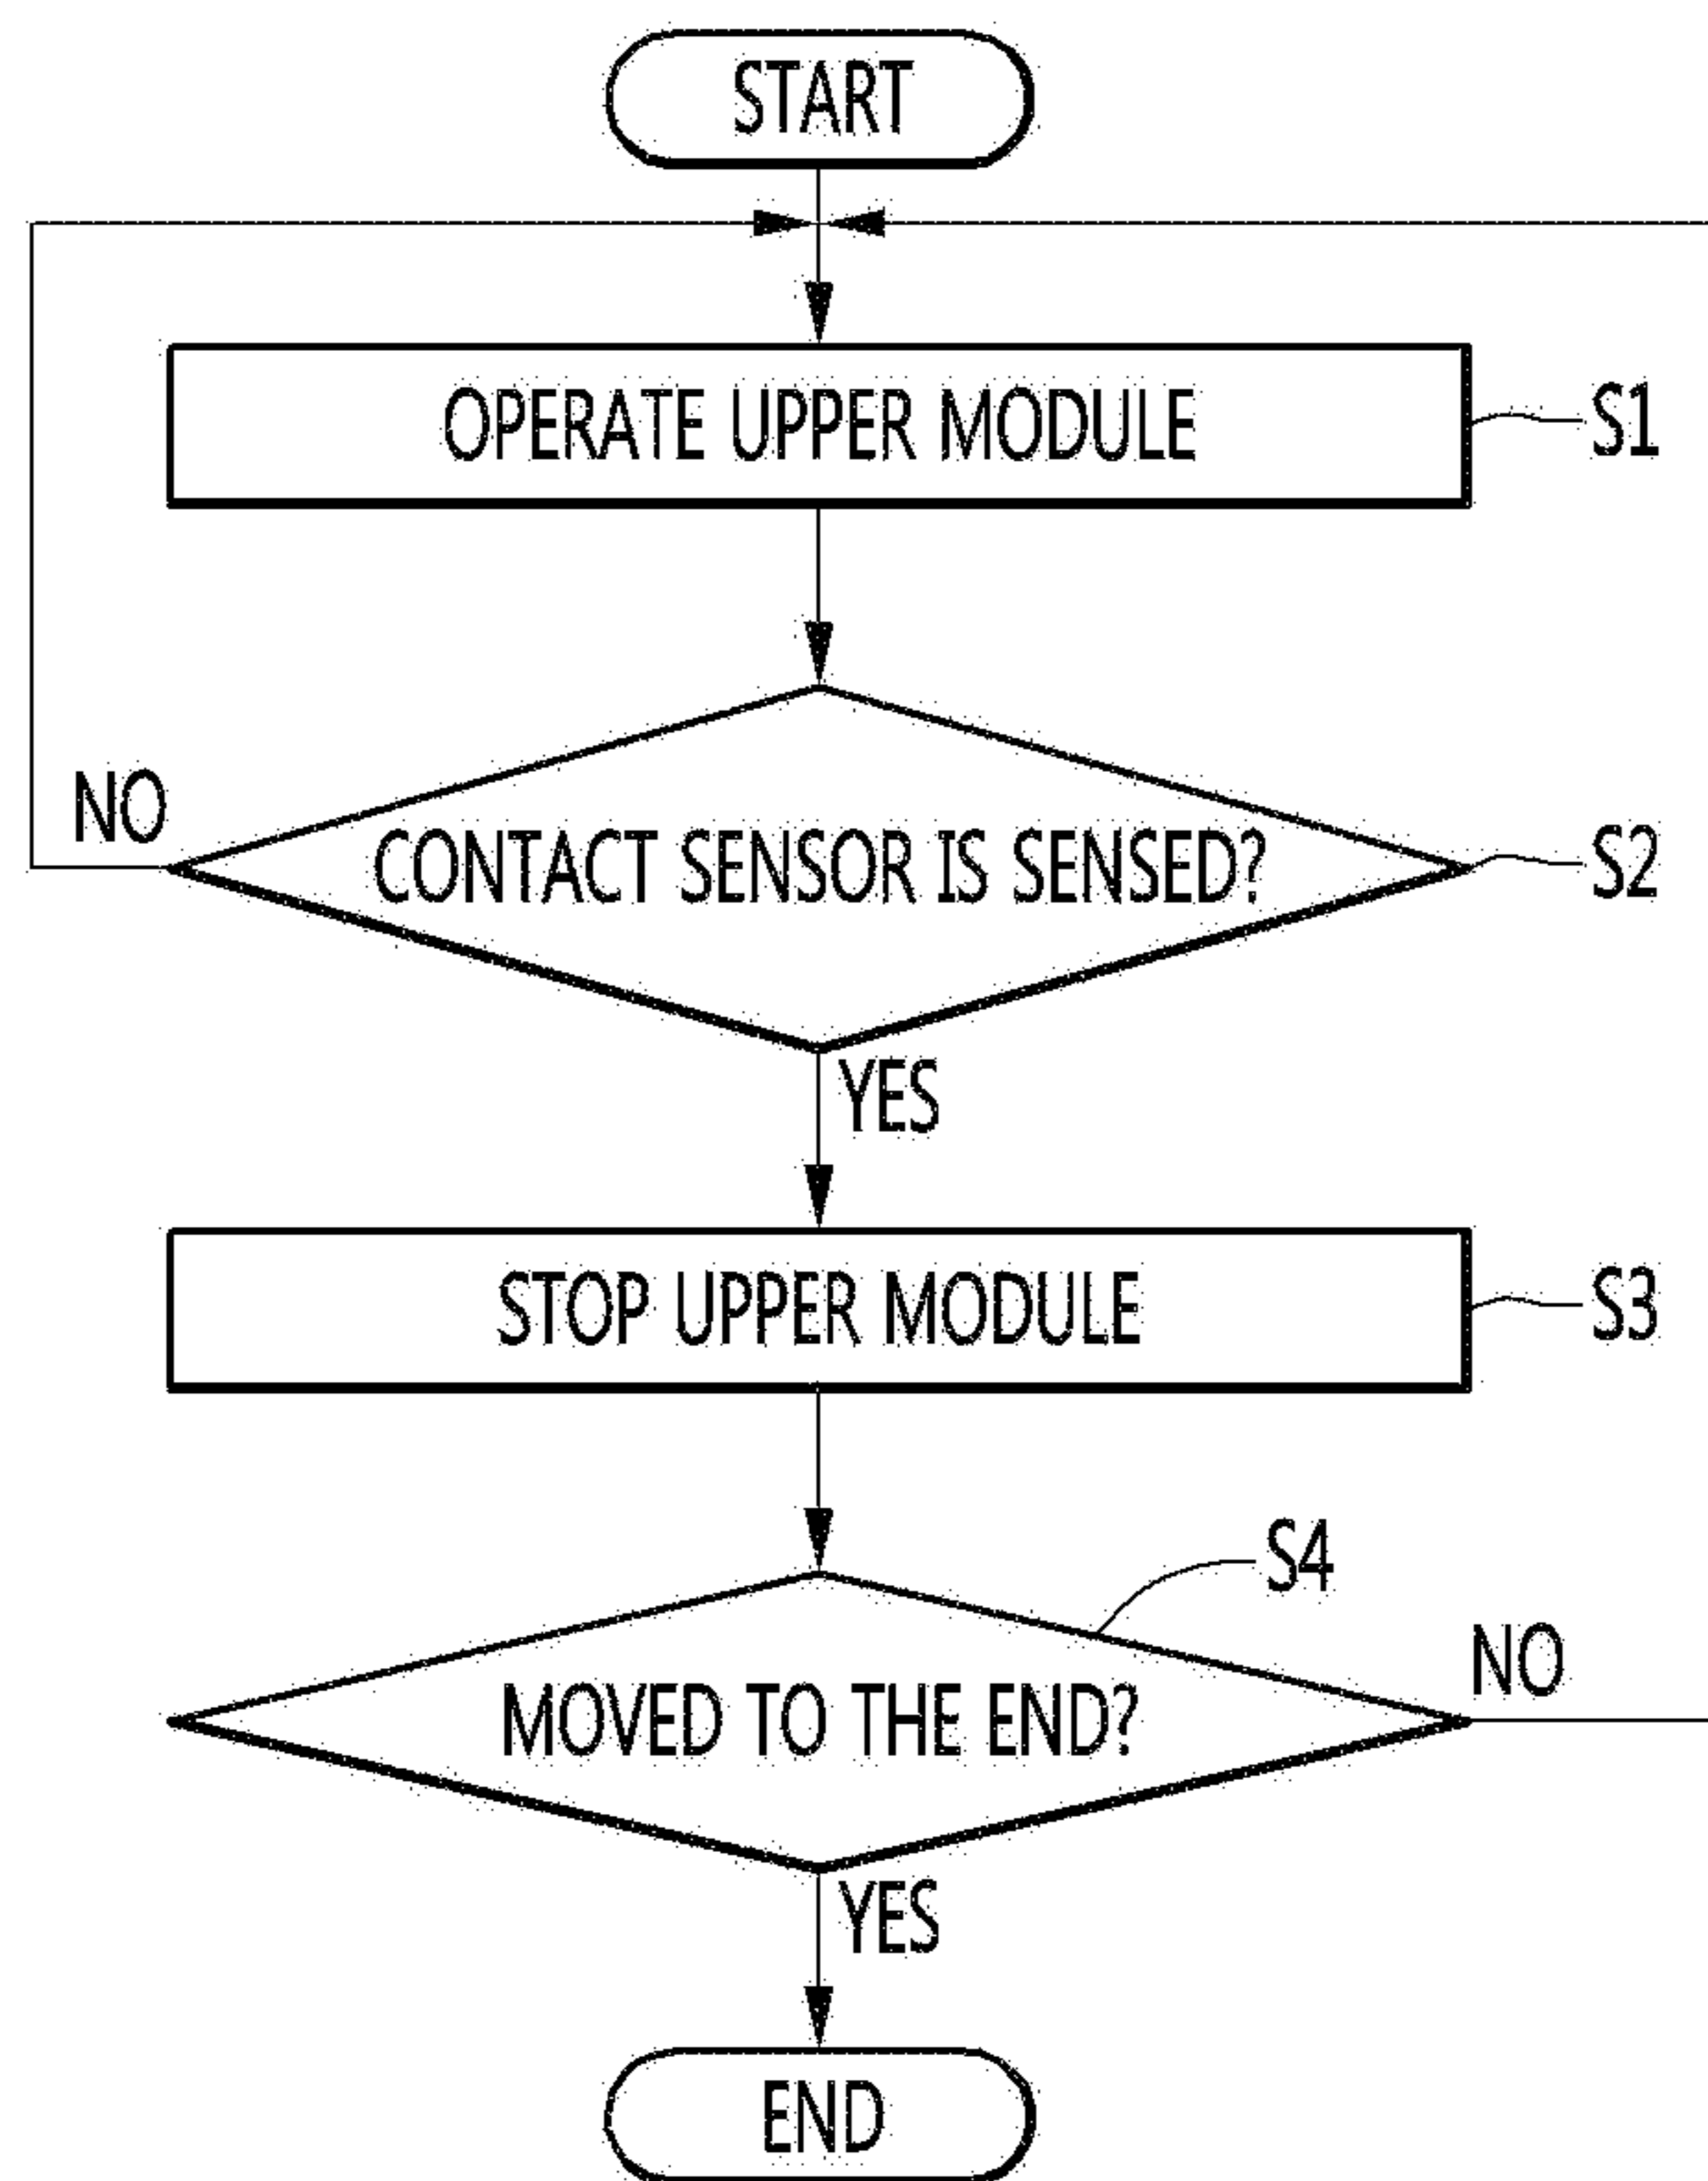 START
OPERATE UPPER MODULE
S1
NO
CONTACT SENSOR IS SENSED?
S2
YES
STOP UPPER MODULE
S3
S4
MOVED TO THE END?
NO
YES
END